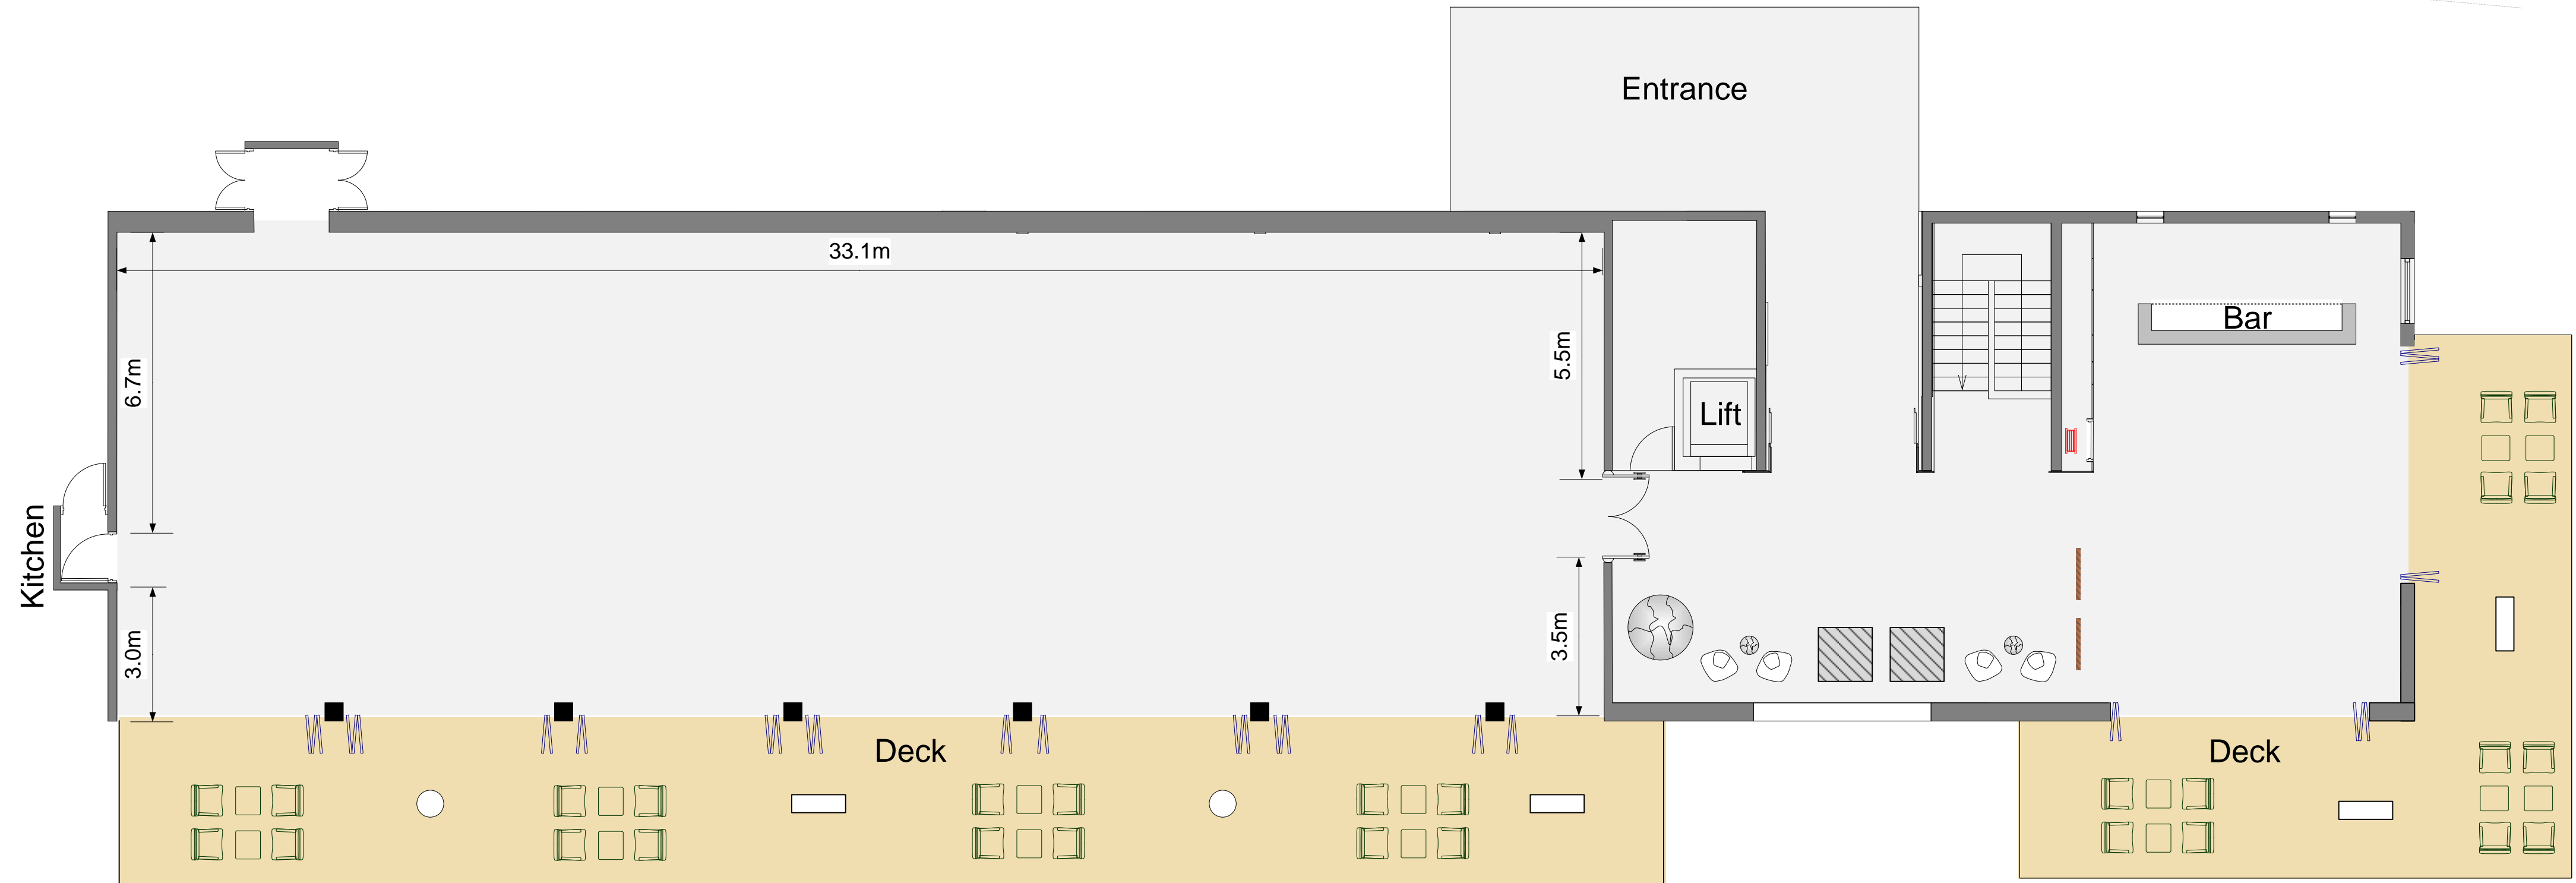 Entrance
33.1m
6.7m
5.5m
Bar
Lift
Kitchen
3.0m
3.5m
Deck
Deck